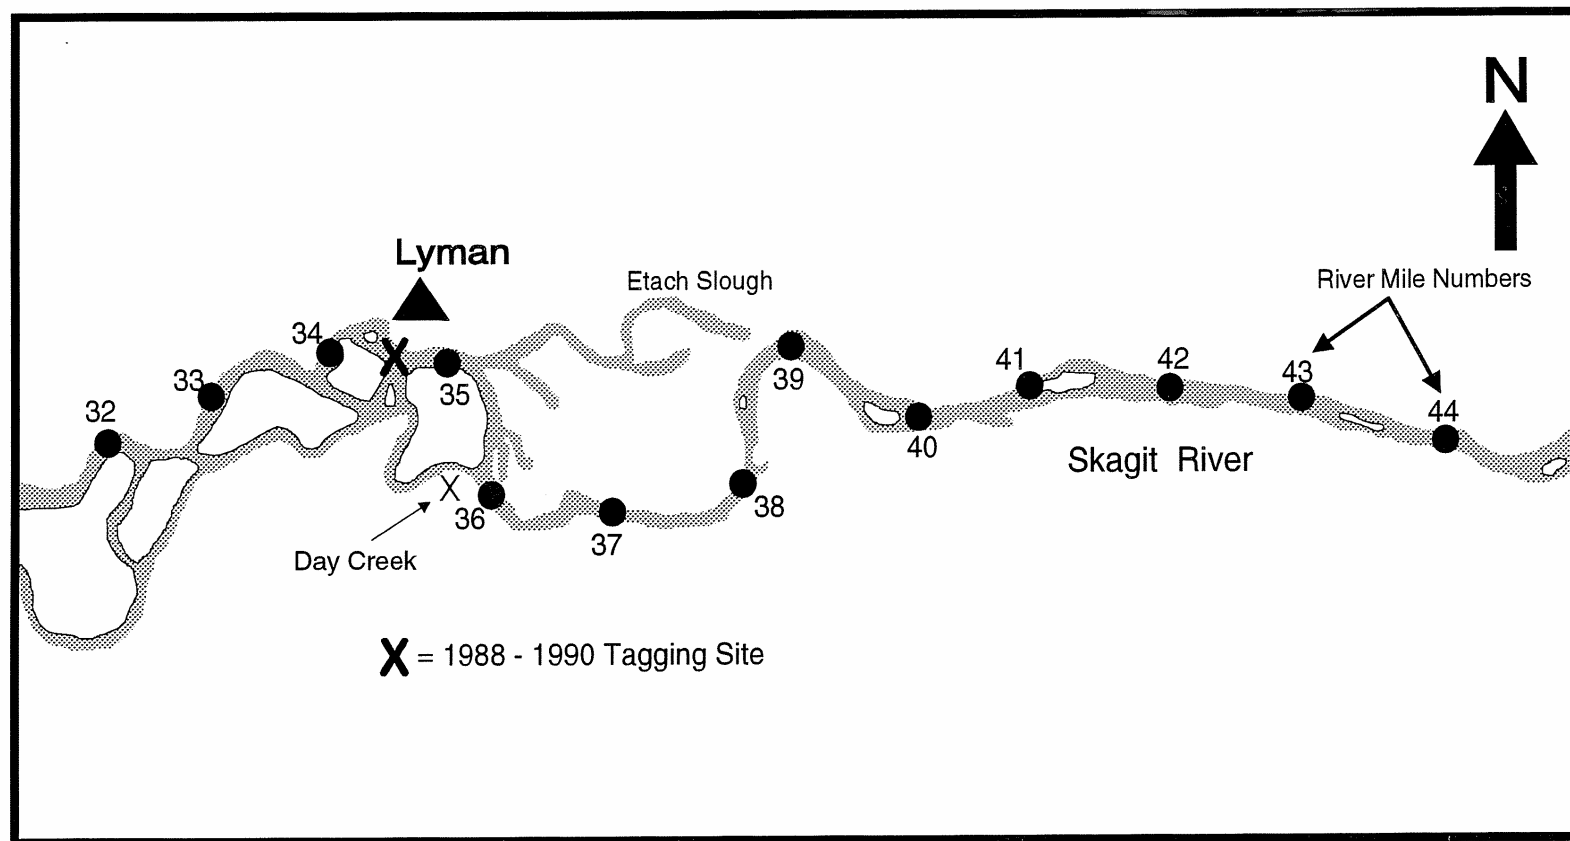 N
Lyman
Etach Slough
River Mile Numbers
34
33
35
32
39
41
42
43
44
40
Skagit River
X
36
38
37
Day Creek
X = 1988 - 1990 Tagging Site